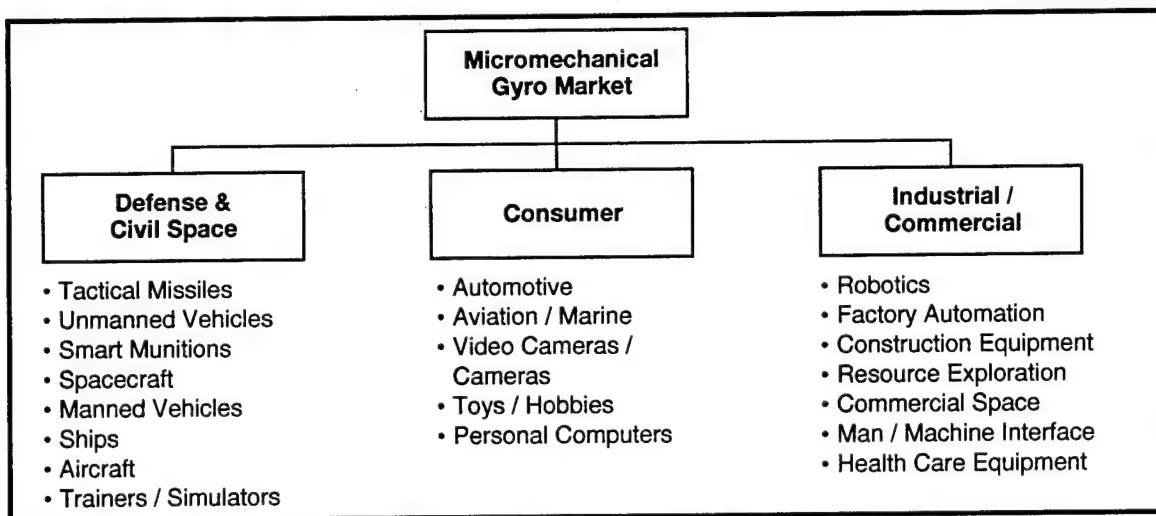 Micromechanical
Gyro Market
Defense &
Civil Space
• Tactical Missiles
• Unmanned Vehicles
• Smart Munitions
• Spacecraft
• Manned Vehicles
• Ships
• Aircraft
• Trainers / Simulators
Consumer
• Automotive
• Aviation / Marine
• Video Cameras /
Cameras
• Toys / Hobbies
• Personal Computers
Industrial /
Commercial
• Robotics
• Factory Automation
• Construction Equipment
• Resource Exploration
• Commercial Space
• Man / Machine Interface
• Health Care Equipment